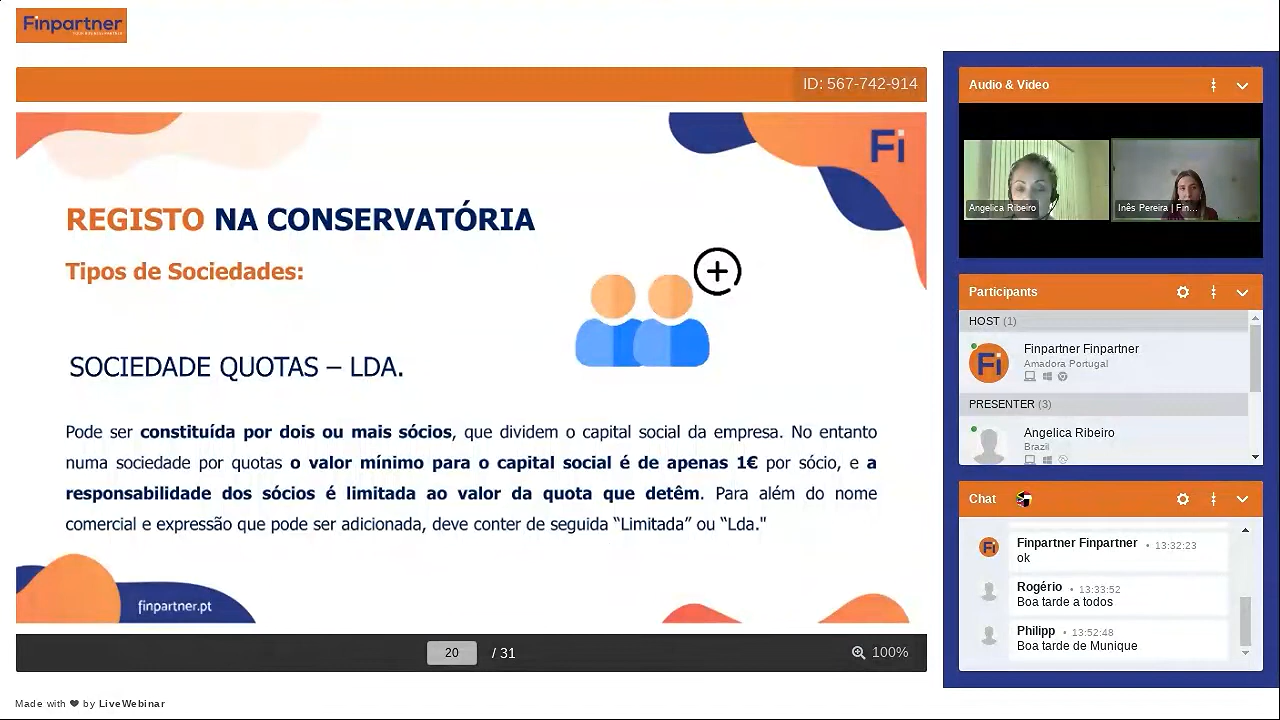 Finpartner
ID: 567-742-914
Fi
REGISTO NA CONSERVATÓRIA
Tipos de Sociedades:
SOCIEDADE QUOTAS – LDA.
Pode ser constituída por dois ou mais sócios, que dividem o capital social da empresa. No entanto
numa sociedade por quotas o valor mínimo para o capital social é de apenas 1€ por sócio, e a
responsabilidade dos sócios é limitada ao valor da quota que detêm. Para além do nome
comercial e expressão que pode ser adicionada, deve conter de seguida “Limitada” ou “Lda."
finpartner.pt
20 / 31
100%
Made with ❤ by LiveWebinar
Audio & Video
Angelica Ribeiro
Inês Pereira | Fin...
Participants
HOST (1)
Fi
Finpartner Finpartner
Amadora Portugal
PRESENTER (3)
Angelica Ribeiro
Brazil
Chat
Fi
Finpartner Finpartner • 13:32:23
ok
Rogério • 13:33:52
Boa tarde a todos
Philipp • 13:52:48
Boa tarde de Munique